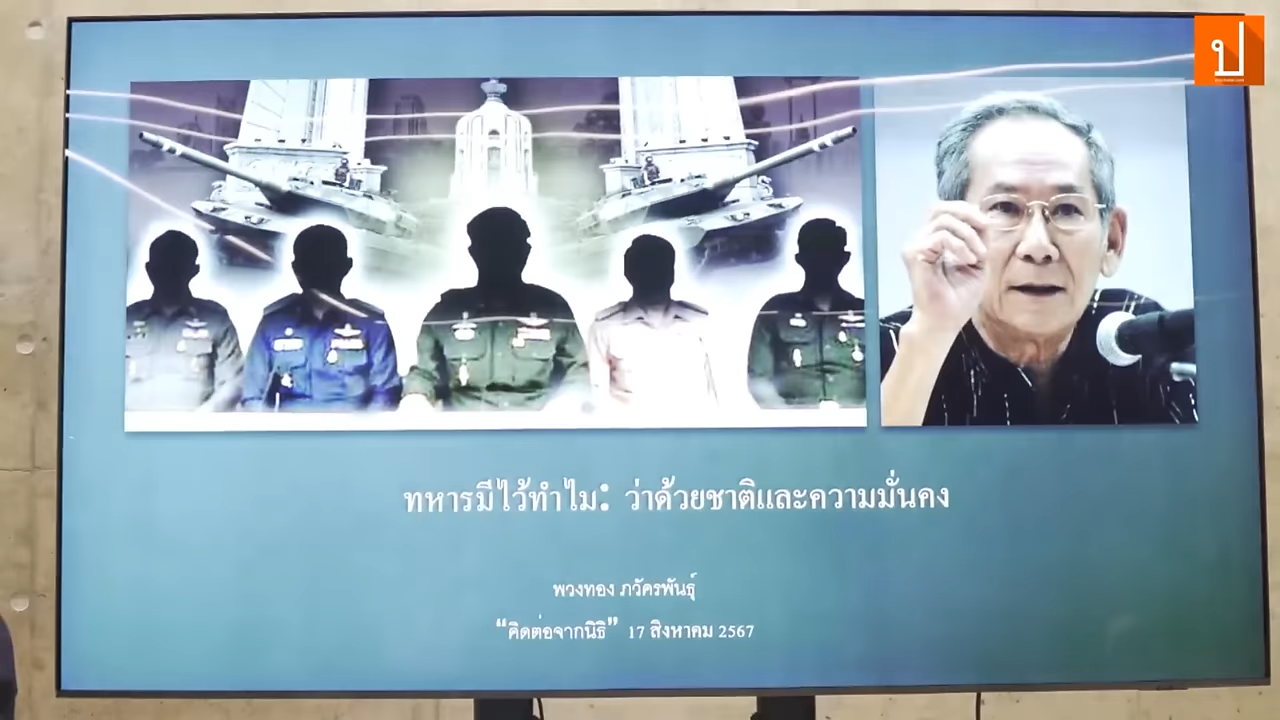 ป
ทหารมีไว้ทำไม: ว่าด้วยชาติและความมั่นคง
พวงทอง ภวัครพันธุ์
“คิดต่อจากนิธิ” 17 สิงหาคม 2567